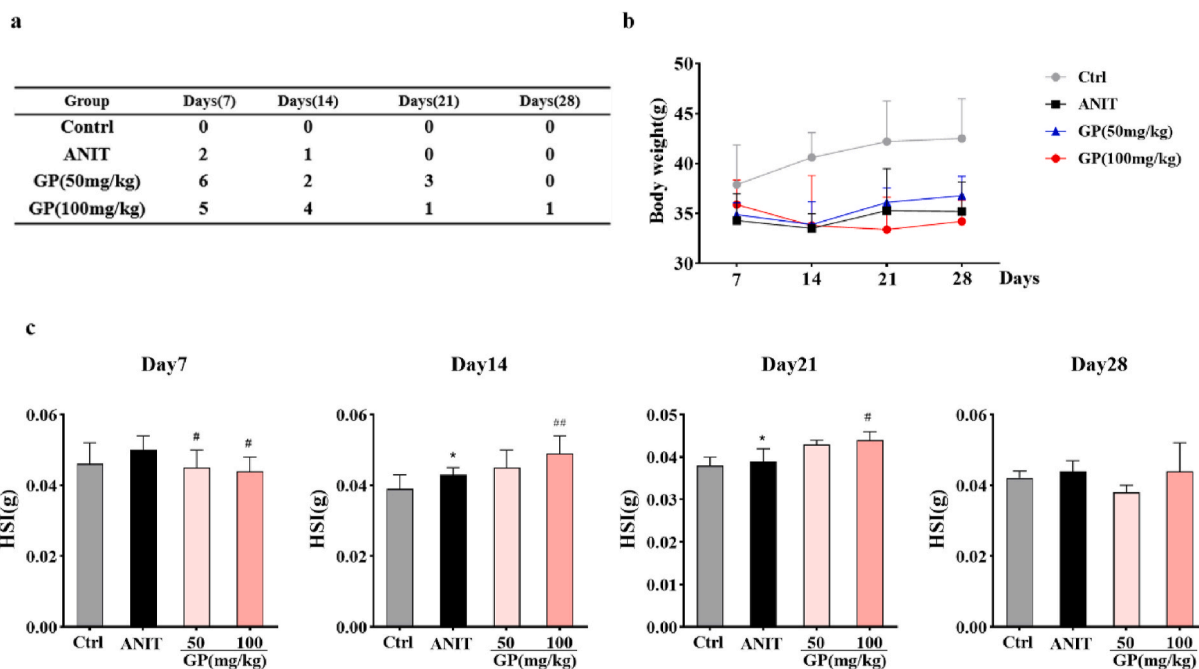 a
Group Days(7) Days(14) Days(21) Days(28)
Contrl 0 0 0 0
ANIT 2 1 0 0
GP(50mg/kg) 6 2 3 0
GP(100mg/kg) 5 4 1 1
b
50
45
40
35
30
Body weight(g)
7 14 21 28 Days
Ctrl
ANIT
GP(50mg/kg)
GP(100mg/kg)
c
Day7
HSI(g)
0.06
0.04
0.02
0.00
# #
Ctrl ANIT 50 100
GP(mg/kg)
Day14
HSI(g)
0.06
0.04
0.02
0.00
* ##
Ctrl ANIT 50 100
GP(mg/kg)
Day21
HSI(g)
0.05
0.04
0.03
0.02
0.01
0.00
* #
Ctrl ANIT 50 100
GP(mg/kg)
Day28
HSI(g)
0.06
0.04
0.02
0.00
Ctrl ANIT 50 100
GP(mg/kg)